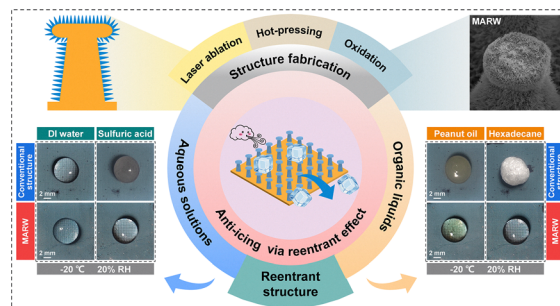 Laser ablation
Hot-pressing
Oxidation
MARW
Structure fabrication
DI water
Sulfuric acid
Conventional
structure
2 mm
2 mm
MARW
2 mm
2 mm
-20 ℃ 20% RH
Aqueous solutions
Organic liquids
Anti-icing via reentrant effect
Reentrant
structure
Peanut oil
Hexadecane
2 mm
2 mm
2 mm
2 mm
-20 ℃ 20% RH
Conventional
MARW